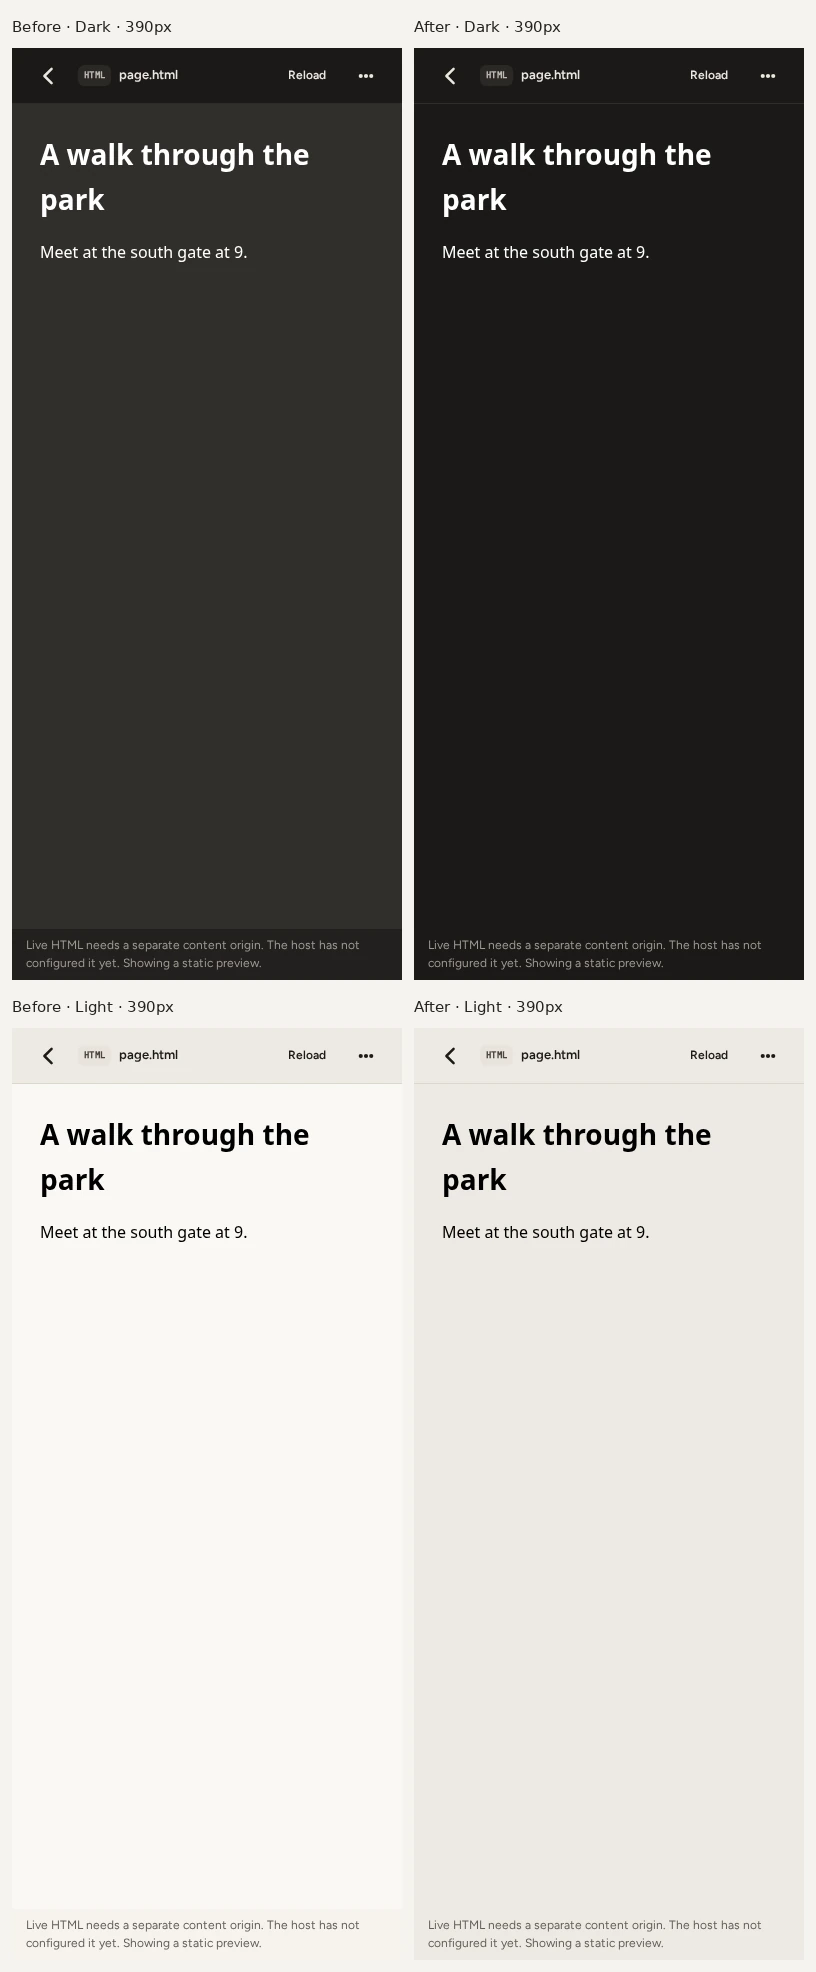 Before · Dark · 390px
After · Dark · 390px
HTML page.html Reload •••
HTML page.html Reload •••
A walk through the
park
Meet at the south gate at 9.
A walk through the
park
Meet at the south gate at 9.
Live HTML needs a separate content origin. The host has not
configured it yet. Showing a static preview.
Live HTML needs a separate content origin. The host has not
configured it yet. Showing a static preview.
Before · Light · 390px
After · Light · 390px
HTML page.html Reload •••
HTML page.html Reload •••
A walk through the
park
Meet at the south gate at 9.
A walk through the
park
Meet at the south gate at 9.
Live HTML needs a separate content origin. The host has not
configured it yet. Showing a static preview.
Live HTML needs a separate content origin. The host has not
configured it yet. Showing a static preview.